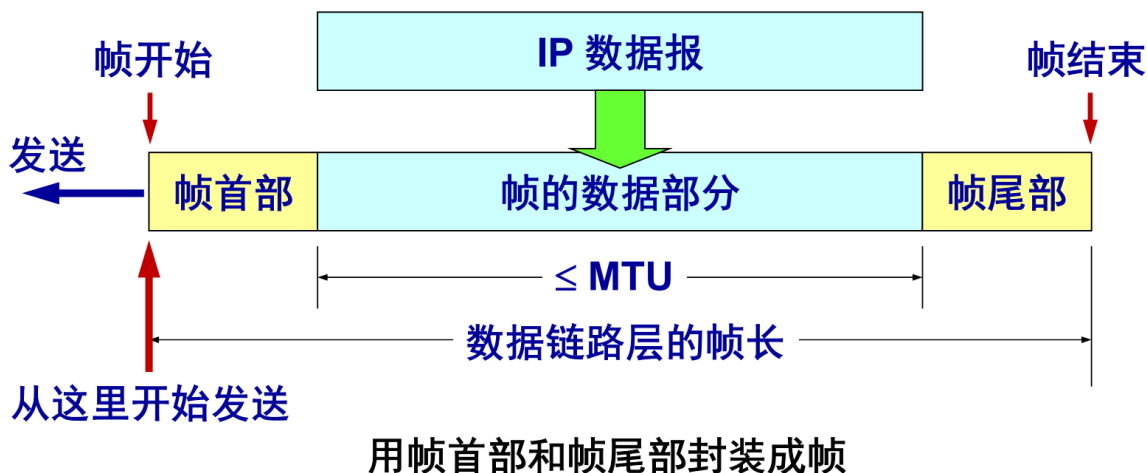 IP 数据报
帧开始
帧结束
发送
帧首部
帧的数据部分
帧尾部
≤ MTU
数据链路层的帧长
从这里开始发送
用帧首部和帧尾部封装成帧